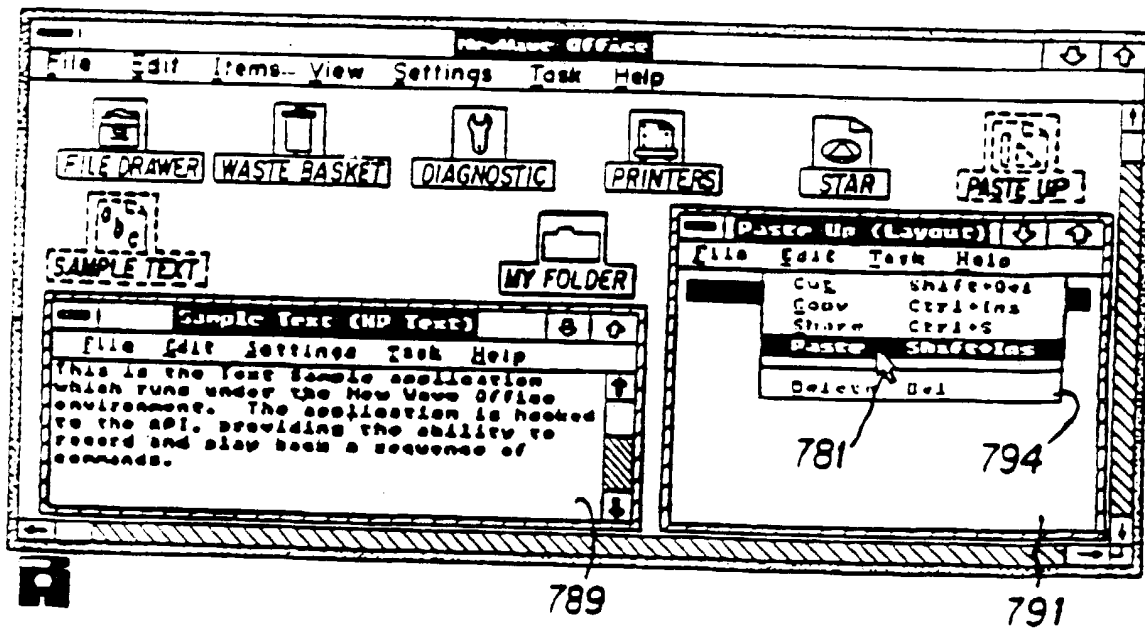 NewWave Office
File Edit Items... View Settings Task Help
FILE DRAWER WASTE BASKET DIAGNOSTIC PRINTERS STAR PASTE UP
abc
SAMPLE TEXT MY FOLDER
Paste Up (Layout)
File Edit Task Help
Cut Shift+Del
Copy Ctrl+Ins
Share Ctrl+S
Paste Shift+Ins
Delete Del
Sample Text (HP Text)
File Edit Settings Task Help
This is the Text Sample application
which runs under the New Wave Office
environment. The application is hooked
to the API, providing the ability to
record and play back a sequence of
commands.
781 794
789 791